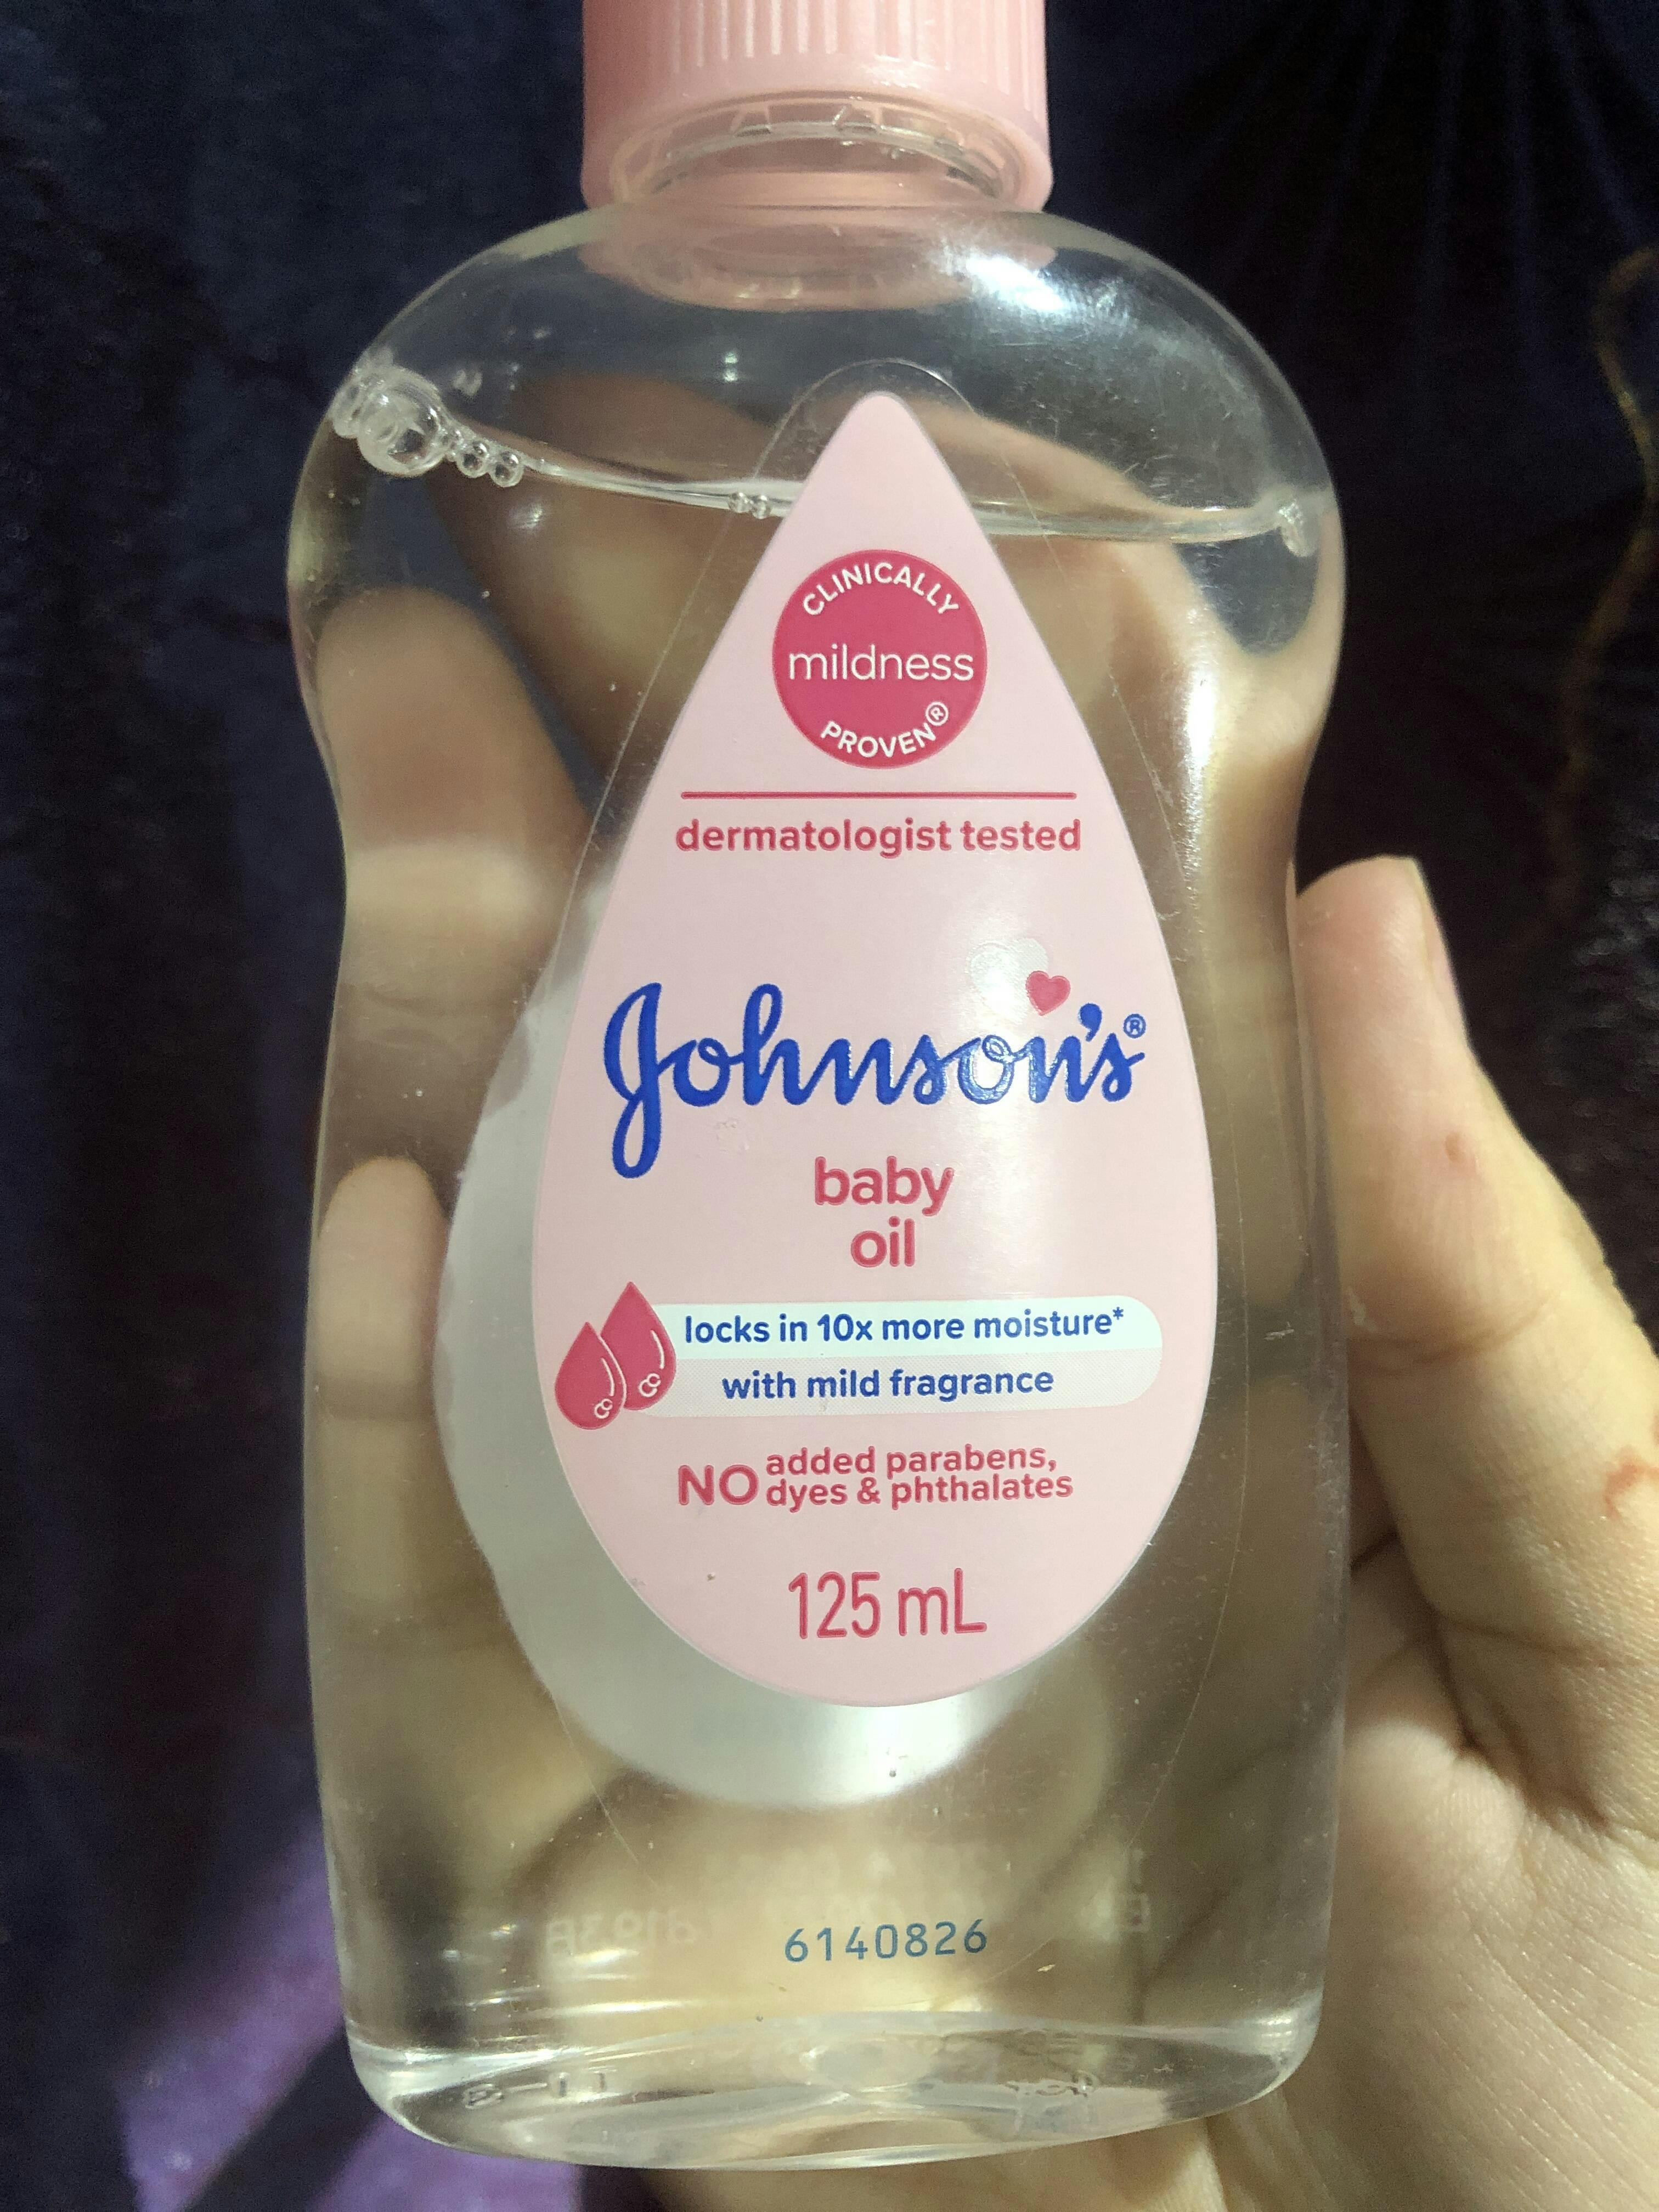 CLINICALLY
mildness
PROVEN®
dermatologist tested
Johnson's®
baby
oil
locks in 10x more moisture*
with mild fragrance
NO added parabens,
dyes & phthalates
125 mL
6140826